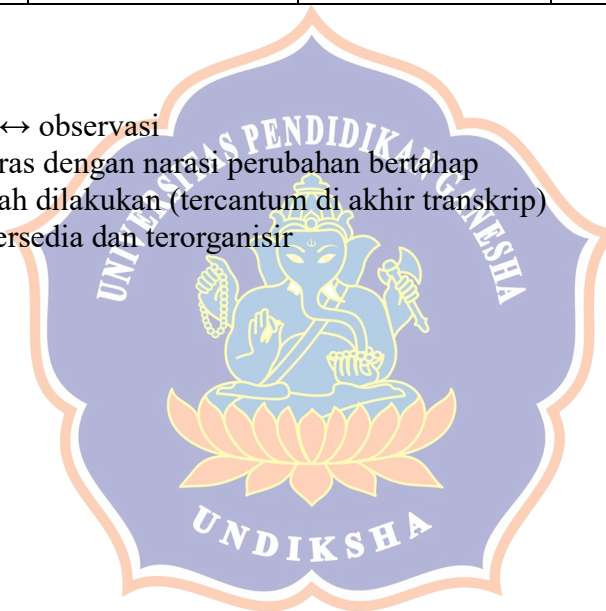 ↔ observasi
ras dengan narasi perubahan bertahap
ah dilakukan (tercantum di akhir transkrip)
ersedia dan terorganisir
UNIVERSITAS PENDIDIKAN GANESHA
UNDIKSHA